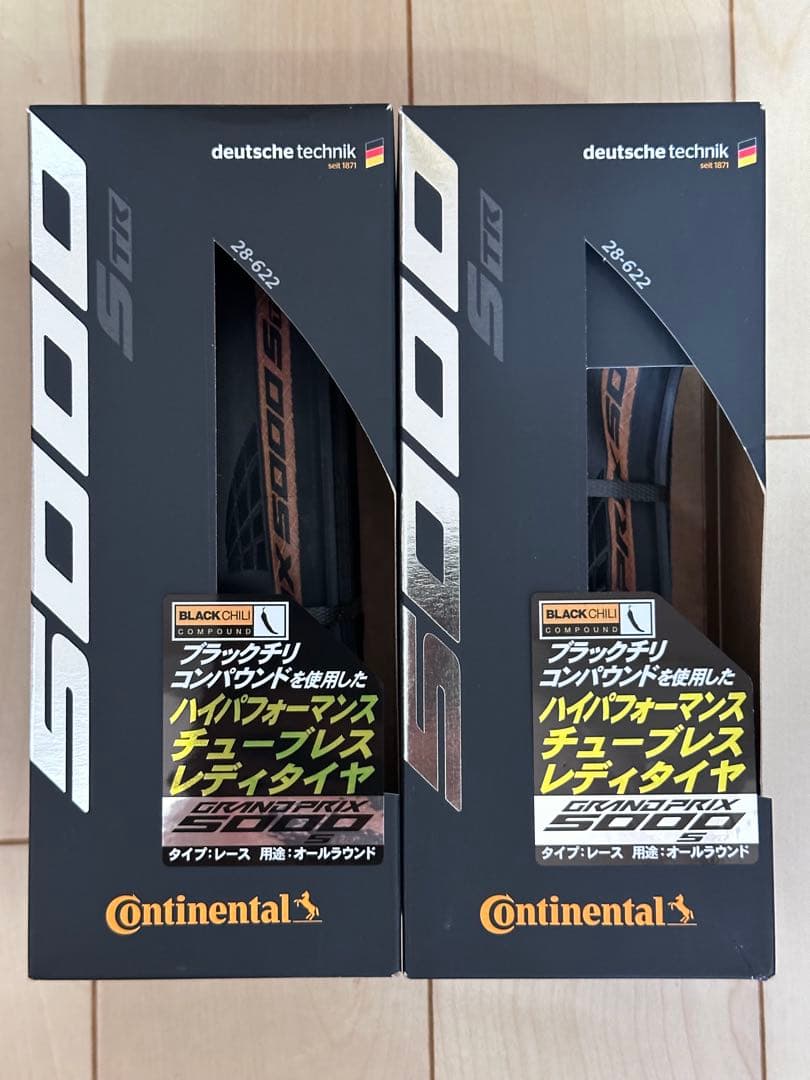 deutsche technik
seit 1871
28-622
5000
S TR
X 5000 ST
BLACK CHILI
COMPOUND
ブラックチリ
コンパウンドを使用した
ハイパフォーマンス
チューブレス
レディタイヤ
GRAND PRIX
5000
S
タイプ:レース 用途:オールラウンド
Continental
deutsche technik
seit 1871
28-622
5000
S TR
PRIX 50
BLACK CHILI
COMPOUND
ブラックチリ
コンパウンドを使用した
ハイパフォーマンス
チューブレス
レディタイヤ
GRAND PRIX
5000
S
タイプ:レース 用途:オールラウンド
Continental